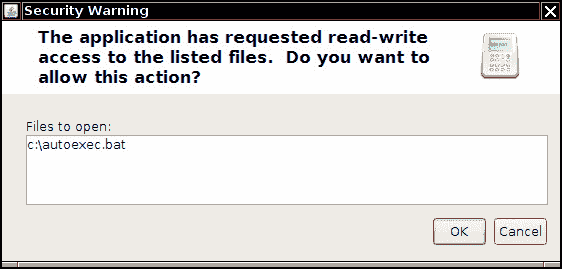 Security Warning
The application has requested read-write
access to the listed files.  Do you want to
allow this action?
Files to open:
c:\autoexec.bat
OK
Cancel